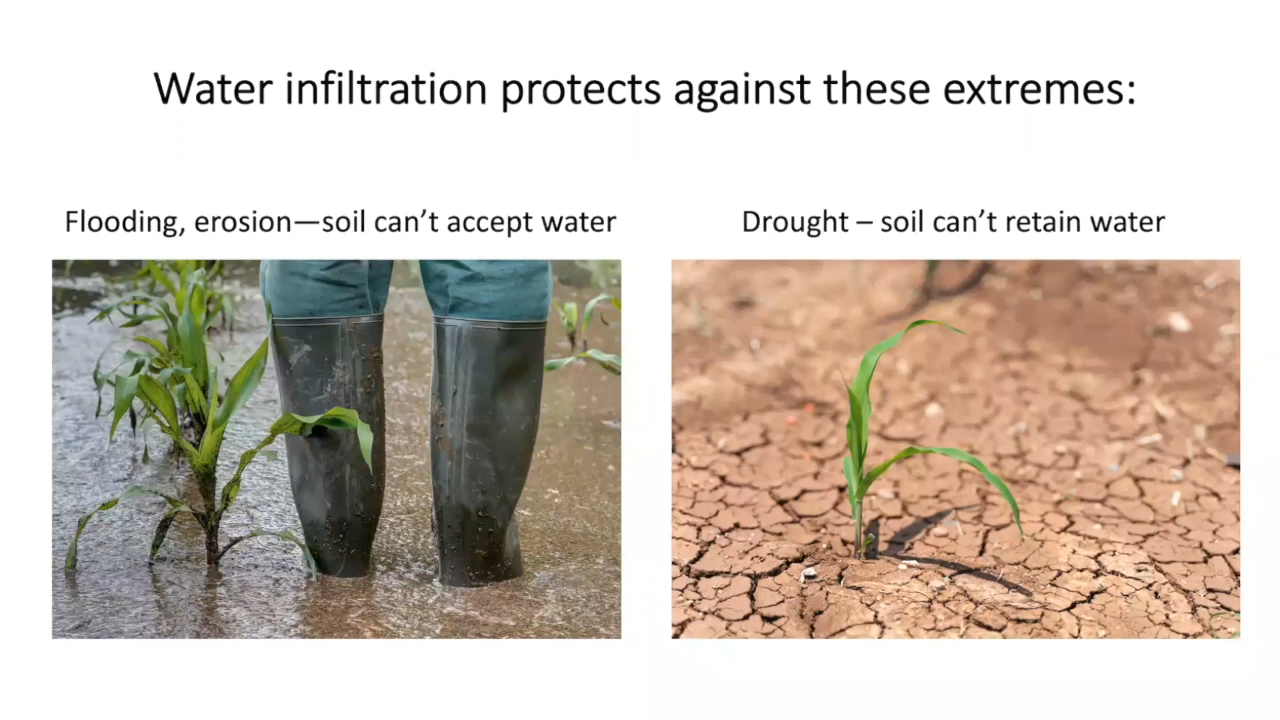 Water infiltration protects against these extremes:
Flooding, erosion—soil can’t accept water
Drought – soil can’t retain water